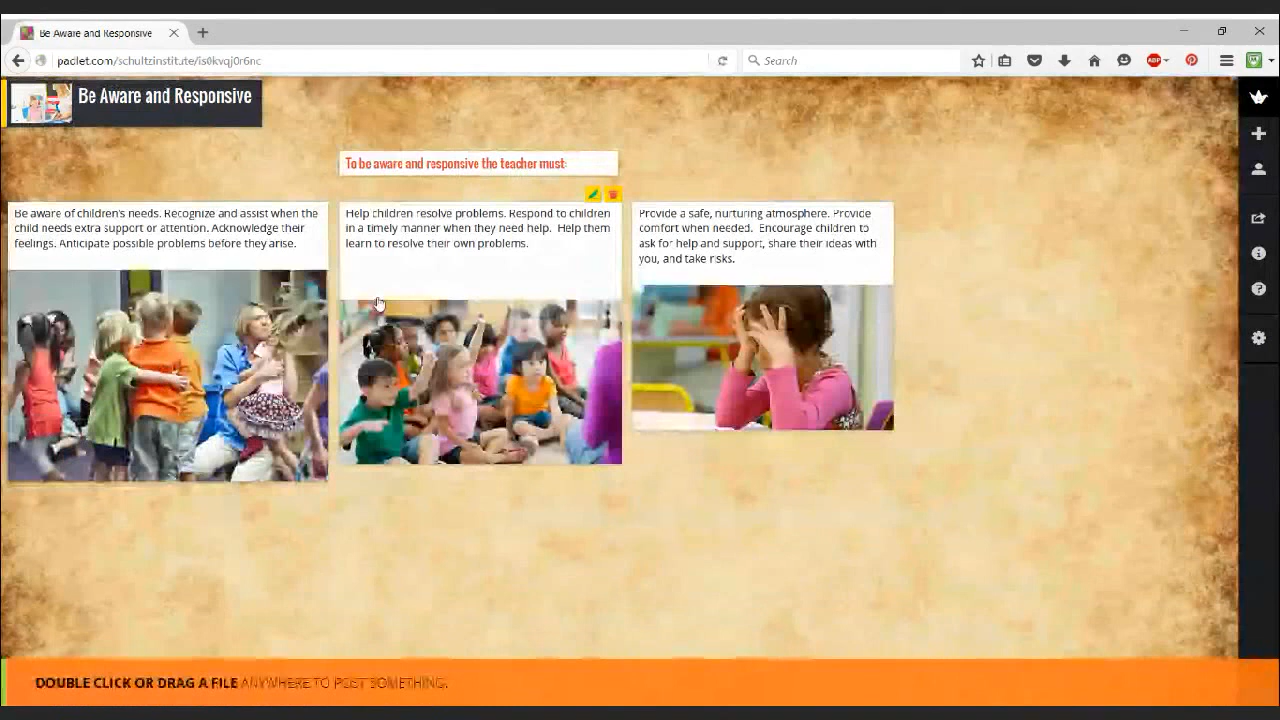 Be Aware and Responsive
padlet.com/schultzinstitute/is0kvqj0r6nc
Search
ABP
Be Aware and Responsive
To be aware and responsive the teacher must:
Be aware of children's needs. Recognize and assist when the
child needs extra support or attention. Acknowledge their
feelings. Anticipate possible problems before they arise.
Help children resolve problems. Respond to children
in a timely manner when they need help. Help them
learn to resolve their own problems.
Provide a safe, nurturing atmosphere. Provide
comfort when needed. Encourage children to
ask for help and support, share their ideas with
you, and take risks.
DOUBLE CLICK OR DRAG A FILE ANYWHERE TO POST SOMETHING.